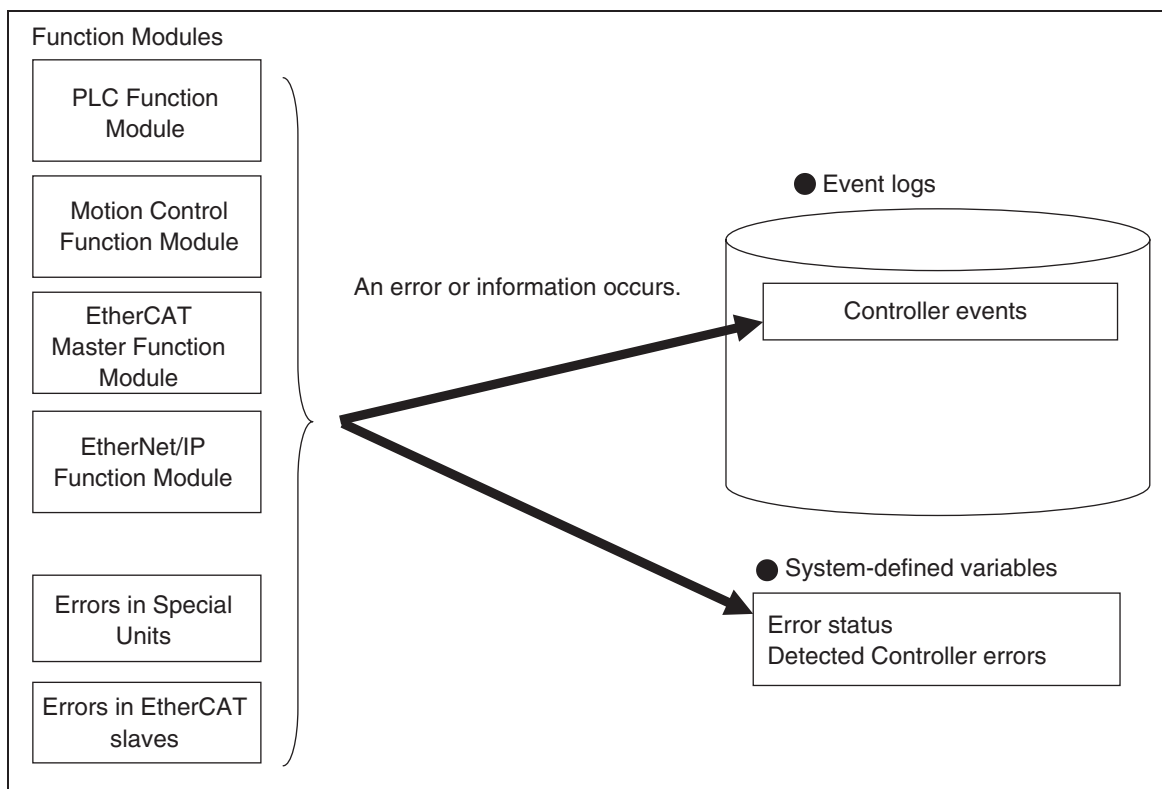 Function Modules
PLC Function
Module
Motion Control
Function Module
EtherCAT
Master Function
Module
EtherNet/IP
Function Module
Errors in Special
Units
Errors in EtherCAT
slaves
An error or information occurs.
● Event logs
Controller events
● System-defined variables
Error status
Detected Controller errors